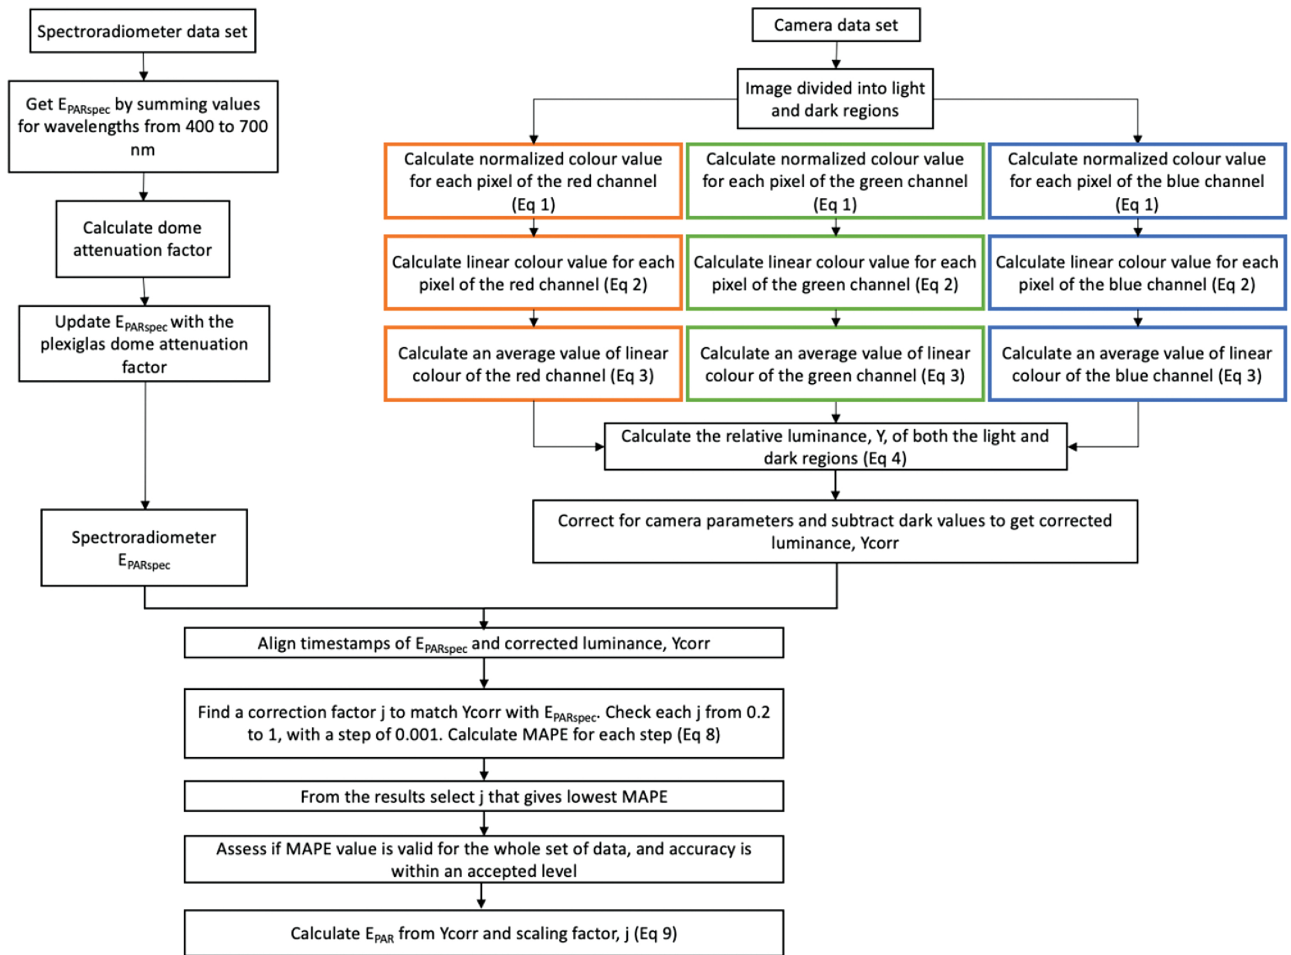 Spectroradiometer data set
Get EPARspec by summing values
for wavelengths from 400 to 700
nm
Calculate dome
attenuation factor
Update EPARspec with the
plexiglas dome attenuation
factor
Spectroradiometer
EPARspec
Camera data set
Image divided into light
and dark regions
Calculate normalized colour value
for each pixel of the red channel
(Eq 1)
Calculate normalized colour value
for each pixel of the green channel
(Eq 1)
Calculate normalized colour value
for each pixel of the blue channel
(Eq 1)
Calculate linear colour value for each
pixel of the red channel (Eq 2)
Calculate linear colour value for each
pixel of the green channel (Eq 2)
Calculate linear colour value for each
pixel of the blue channel (Eq 2)
Calculate an average value of linear
colour of the red channel (Eq 3)
Calculate an average value of linear
colour of the green channel (Eq 3)
Calculate an average value of linear
colour of the blue channel (Eq 3)
Calculate the relative luminance, Y, of both the light and
dark regions (Eq 4)
Correct for camera parameters and subtract dark values to get corrected
luminance, Ycorr
Align timestamps of EPARspec and corrected luminance, Ycorr
Find a correction factor j to match Ycorr with EPARspec. Check each j from 0.2
to 1, with a step of 0.001. Calculate MAPE for each step (Eq 8)
From the results select j that gives lowest MAPE
Assess if MAPE value is valid for the whole set of data, and accuracy is
within an accepted level
Calculate EPAR from Ycorr and scaling factor, j (Eq 9)